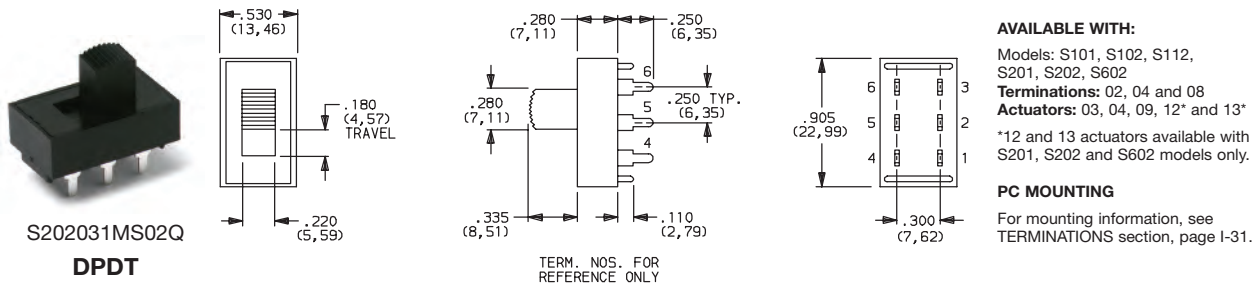 .530
(13,46)
.180
(4,57)
TRAVEL
.220
(5,59)
S202031MS02Q
DPDT
.280
(7,11)
.250
(6,35)
6
.280
(7,11)
5
.250 TYP.
(6,35)
4
.335
(8,51)
.110
(2,79)
TERM. NOS. FOR
REFERENCE ONLY
.905
(22,99)
6 3
5 2
4 1
.300
(7,62)
AVAILABLE WITH:
Models: S101, S102, S112,
S201, S202, S602
Terminations: 02, 04 and 08
Actuators: 03, 04, 09, 12* and 13*
*12 and 13 actuators available with
S201, S202 and S602 models only.
PC MOUNTING
For mounting information, see
TERMINATIONS section, page I-31.